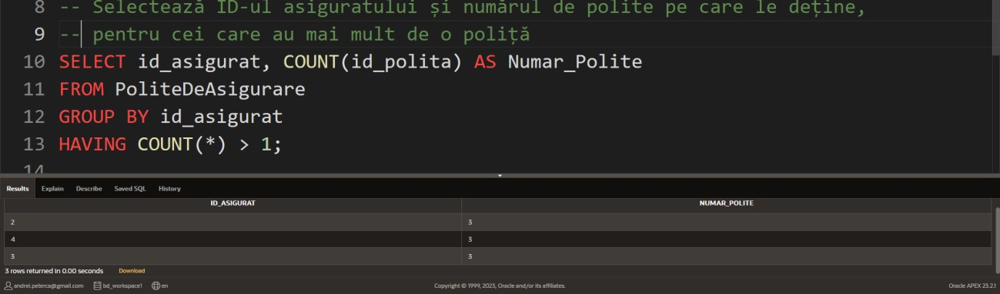 8 -- Selectează ID-ul asiguratului și numărul de polite pe care le deține,
9 -- pentru cei care au mai mult de o poliță
10 SELECT id_asigurat, COUNT(id_polita) AS Numar_Polite
11 FROM PoliteDeAsigurare
12 GROUP BY id_asigurat
13 HAVING COUNT(*) > 1;
14
Results Explain Describe Saved SQL History
ID_ASIGURAT NUMAR_POLITE
2 3
4 3
3 3
3 rows returned in 0.00 seconds Download
andrei.peterca@gmail.com bd_workspace1 en Copyright © 1999, 2023, Oracle and/or its affiliates. Oracle APEX 23.2.1